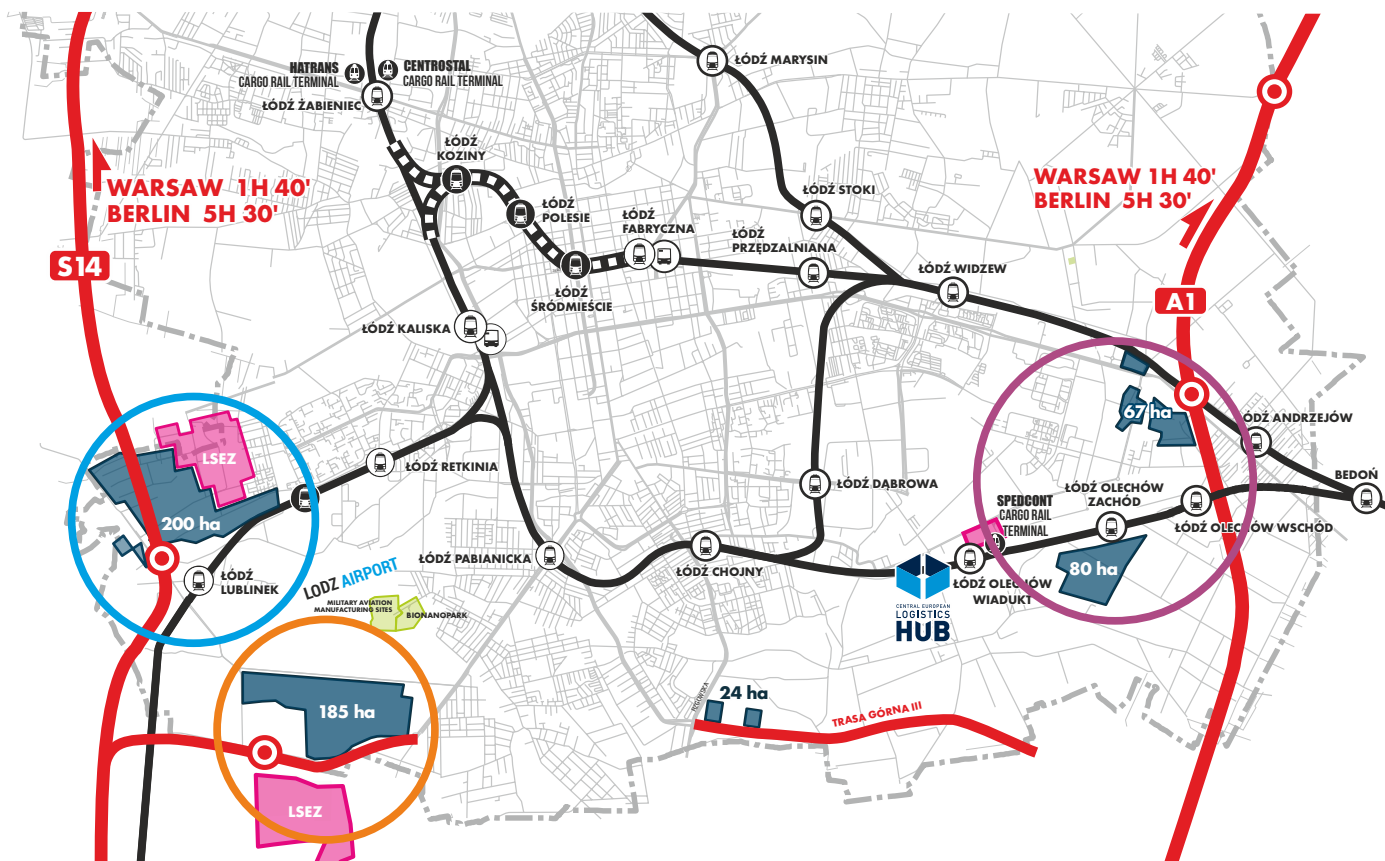 ŁÓDŹ MARYSIN
HATRANS
CARGO RAIL TERMINAL
CENTROSTAL
CARGO RAIL TERMINAL
ŁÓDŹ ŻABIENIEC
ŁÓDŹ
KOZINY
WARSAW 1H 40'
BERLIN 5H 30'
ŁÓDŹ
POLESIE
ŁÓDŹ
FABRYCZNA
ŁÓDŹ
PRZĘDZALNIANA
ŁÓDŹ STOKI
WARSAW 1H 40'
BERLIN 5H 30'
S14
ŁÓDŹ
ŚRÓDMIEŚCIE
ŁÓDŹ WIDZEW
A1
ŁÓDŹ KALISKA
67 ha
ŁÓDŹ ANDRZEJÓW
LSEZ
ŁÓDŹ RETKINIA
BEDOŃ
200 ha
ŁÓDŹ DĄBROWA
SPEDCONT
CARGO RAIL
TERMINAL
ŁÓDŹ OLECHÓW
ZACHÓD
ŁÓDŹ OLECHÓW WSCHÓD
ŁÓDŹ PABIANICKA
ŁÓDŹ CHOJNY
80 ha
ŁÓDŹ
LUBLINEK
LODZ AIRPORT
ŁÓDŹ OLECHÓW
WIADUKT
MILITARY AVIATION
MANUFACTURING SITES
BIONANOPARK
CENTRAL EUROPEAN
LOGISTICS
HUB
185 ha
24 ha
TRASA GÓRNA III
LSEZ